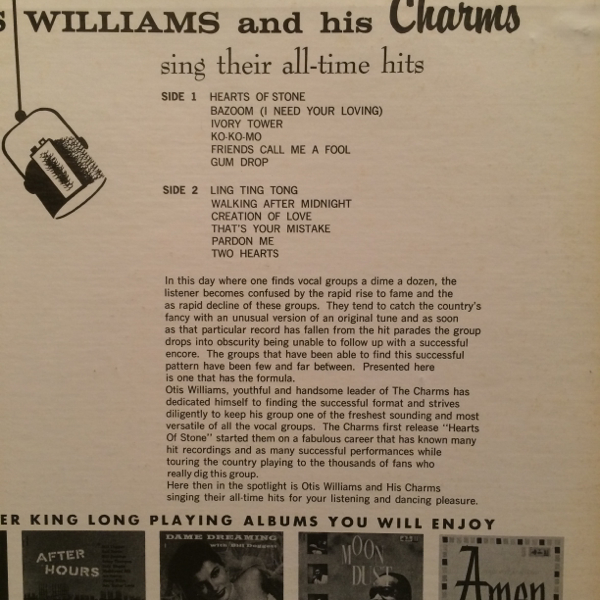 S WILLIAMS and his Charms
sing their all-time hits
SIDE 1 HEARTS OF STONE
BAZOOM (I NEED YOUR LOVING)
IVORY TOWER
KO-KO-MO
FRIENDS CALL ME A FOOL
GUM DROP
SIDE 2 LING TING TONG
WALKING AFTER MIDNIGHT
CREATION OF LOVE
THAT'S YOUR MISTAKE
PARDON ME
TWO HEARTS
In this day where one finds vocal groups a dime a dozen, the
listener becomes confused by the rapid rise to fame and the
as rapid decline of these groups. They tend to catch the country's
fancy with an unusual version of an original tune and as soon
as that particular record has fallen from the hit parades the group
drops into obscurity being unable to follow up with a successful
encore. The groups that have been able to find this successful
pattern have been few and far between. Presented here
is one that has the formula.
Otis Williams, youthful and handsome leader of The Charms has
dedicated himself to finding the successful format and strives
diligently to keep his group one of the freshest sounding and most
versatile of all the vocal groups. The Charms first release "Hearts
Of Stone" started them on a fabulous career that has known many
hit recordings and as many successful performances while
touring the country playing to the thousands of fans who
really dig this group.
Here then in the spotlight is Otis Williams and His Charms
singing their all-time hits for your listening and dancing pleasure.
ER KING LONG PLAYING ALBUMS YOU WILL ENJOY
AFTER
HOURS
DAME DREAMING
with Bill Doggett
MOON
DUST
Amen